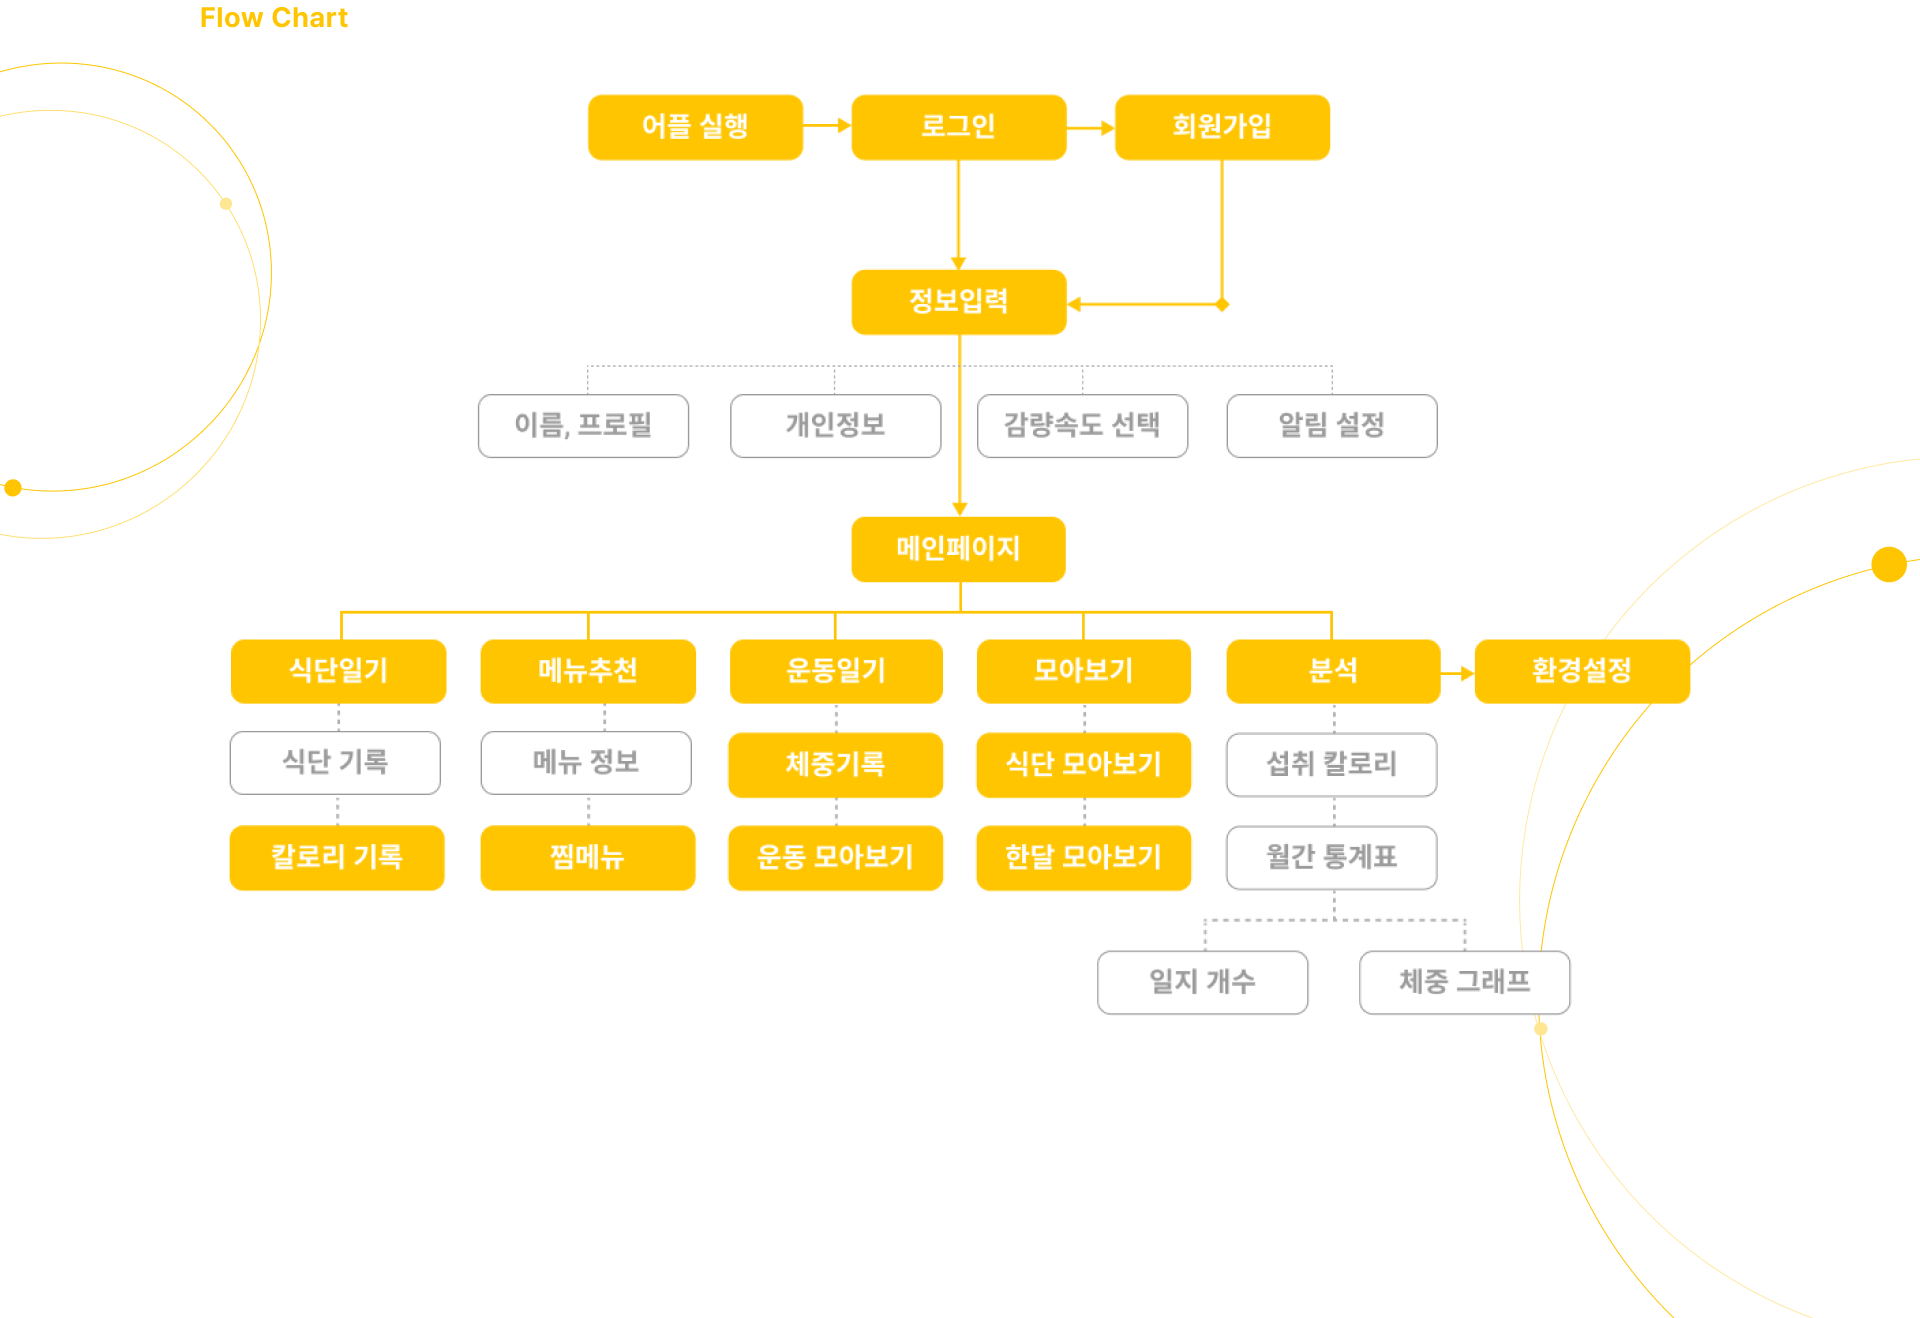 Flow Chart
어플 실행
로그인
회원가입
정보입력
이름, 프로필
개인정보
감량속도 선택
알림 설정
메인페이지
식단일기
메뉴추천
운동일기
모아보기
분석
환경설정
식단 기록
메뉴 정보
체중기록
식단 모아보기
섭취 칼로리
칼로리 기록
찜메뉴
운동 모아보기
한달 모아보기
월간 통계표
일지 개수
체중 그래프